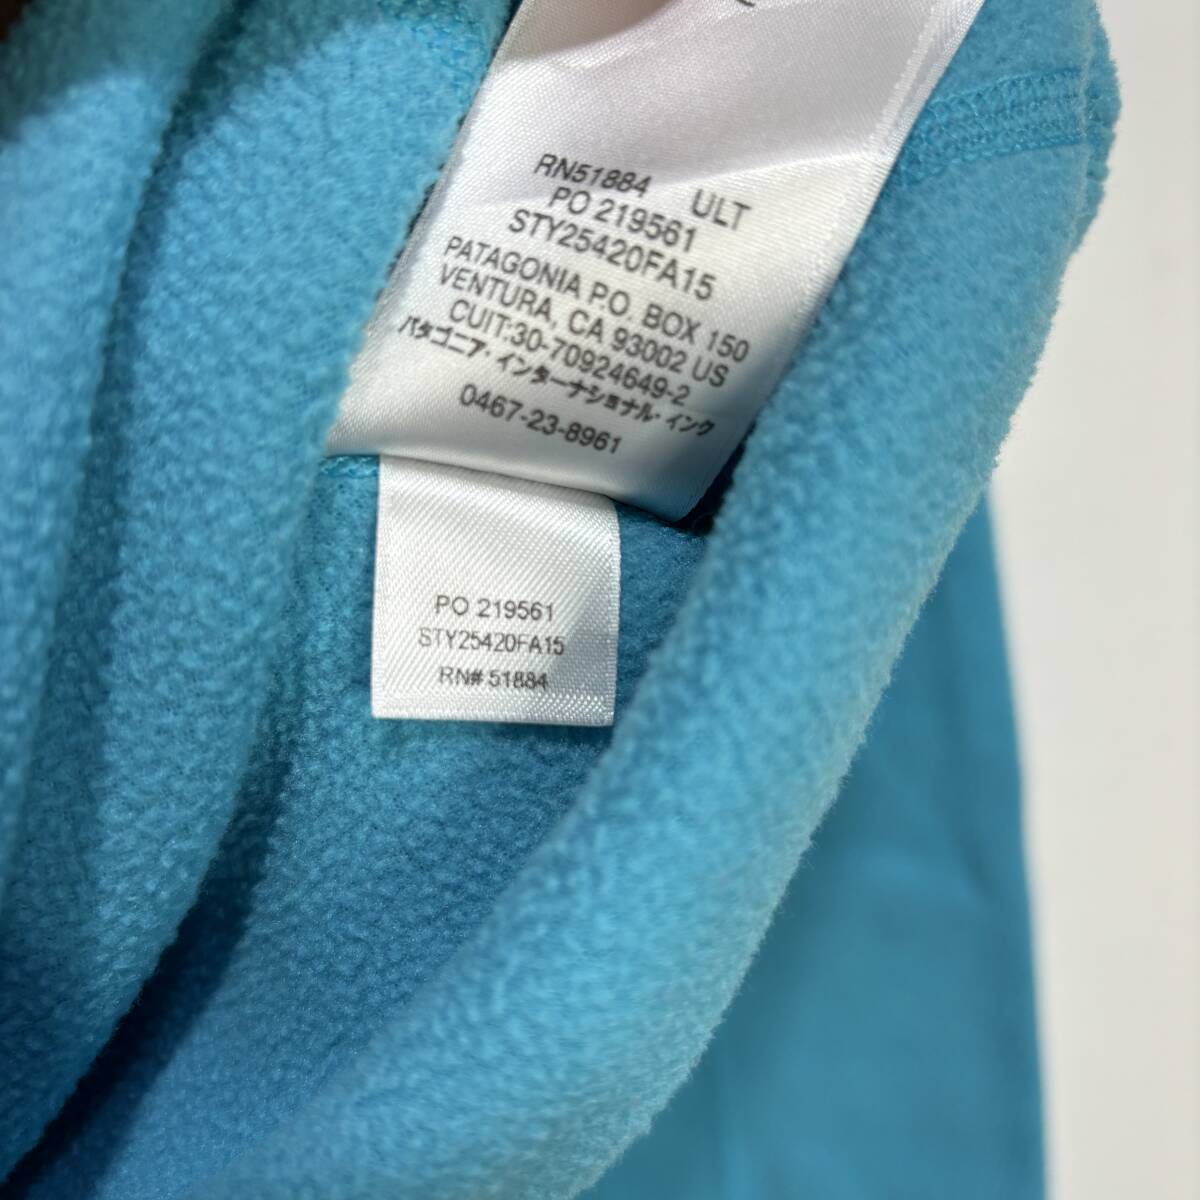 RN51884 ULT
PO 219561
STY25420FA15
PATAGONIA P.O. BOX 150
VENTURA, CA 93002 US
CUIT:30-70924649-2
パタゴニア・インターナショナル・インク
0467-23-8961
PO 219561
STY25420FA15
RN# 51884